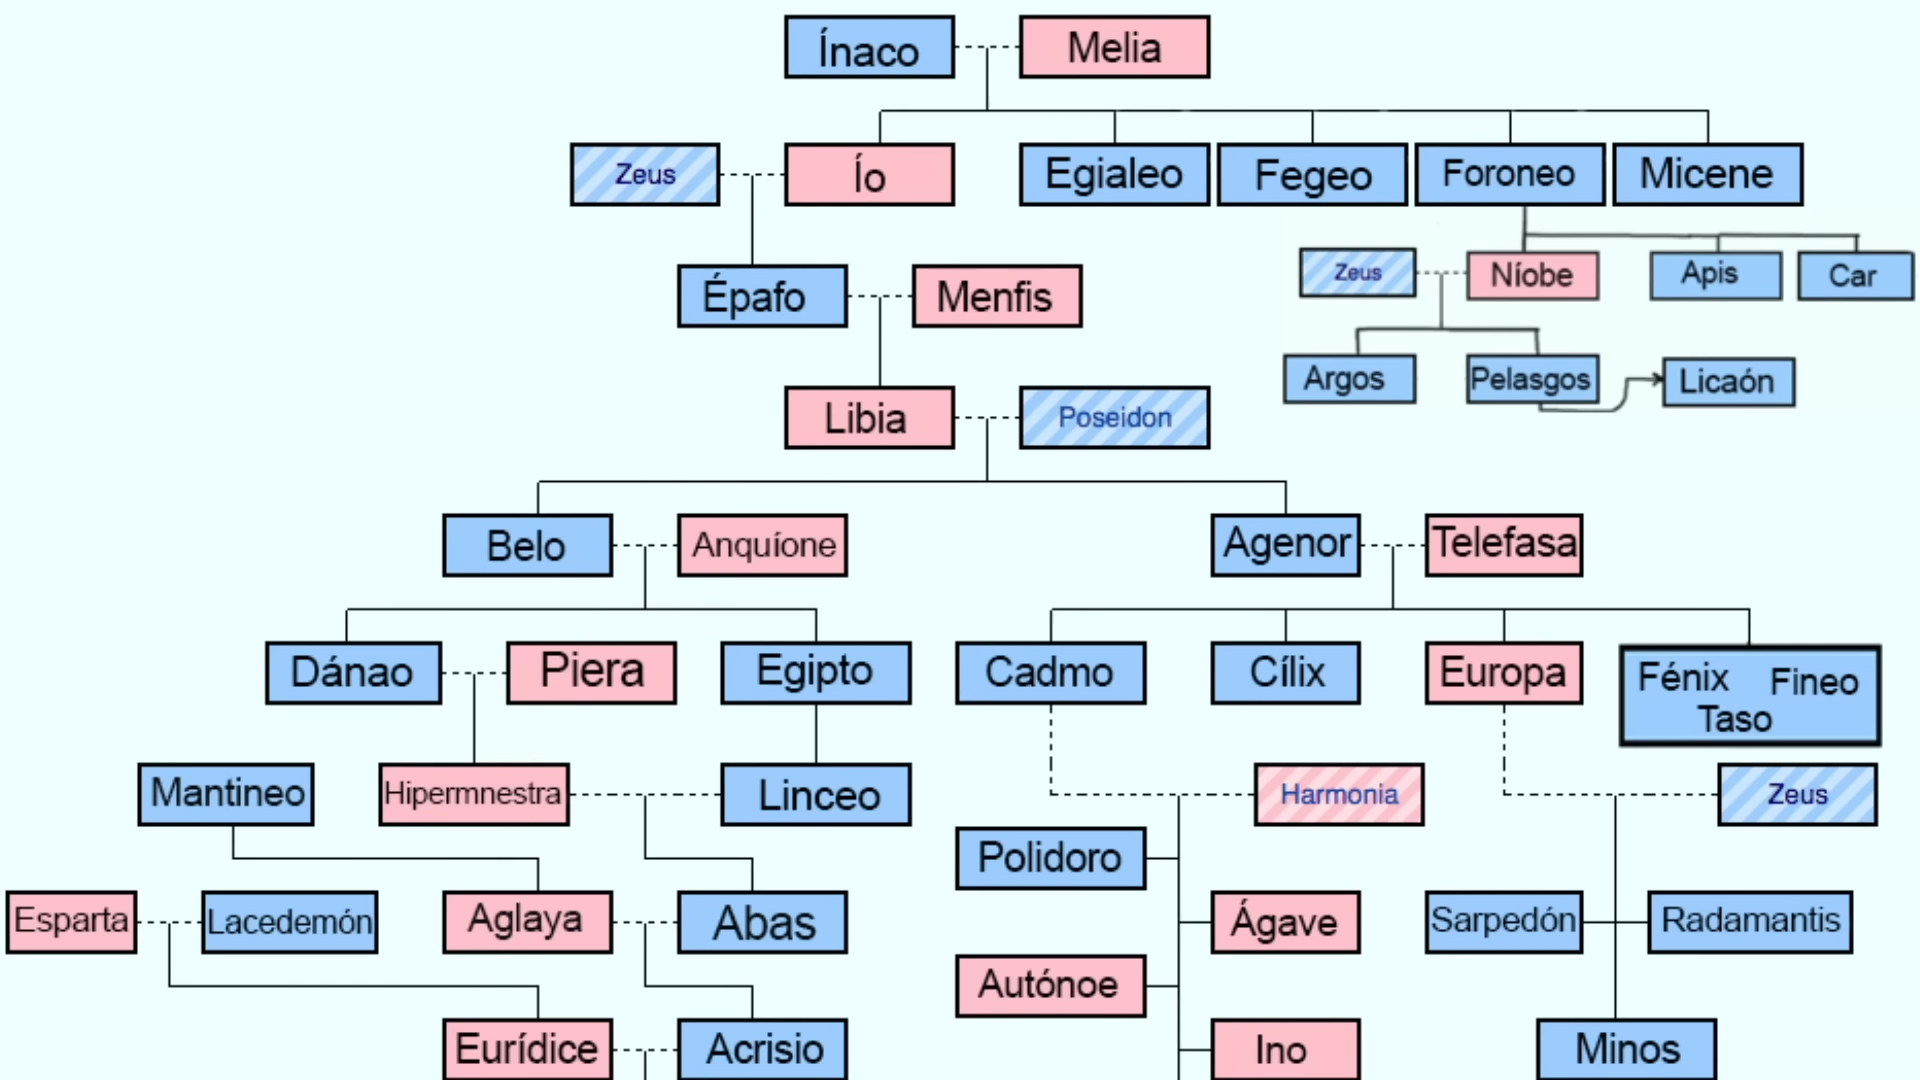 Ínaco
Melia
Zeus
Ío
Egialeo
Fegeo
Foroneo
Micene
Zeus
Níobe
Apis
Car
Épafo
Menfis
Argos
Pelasgos
Licaón
Libia
Poseidon
Belo
Anquíone
Agenor
Telefasa
Dánao
Piera
Egipto
Cadmo
Cílix
Europa
Fénix Fineo
Taso
Mantineo
Hipermnestra
Linceo
Harmonia
Zeus
Polidoro
Esparta
Lacedemón
Aglaya
Abas
Ágave
Sarpedón
Radamantis
Autónoe
Eurídice
Acrisio
Ino
Minos